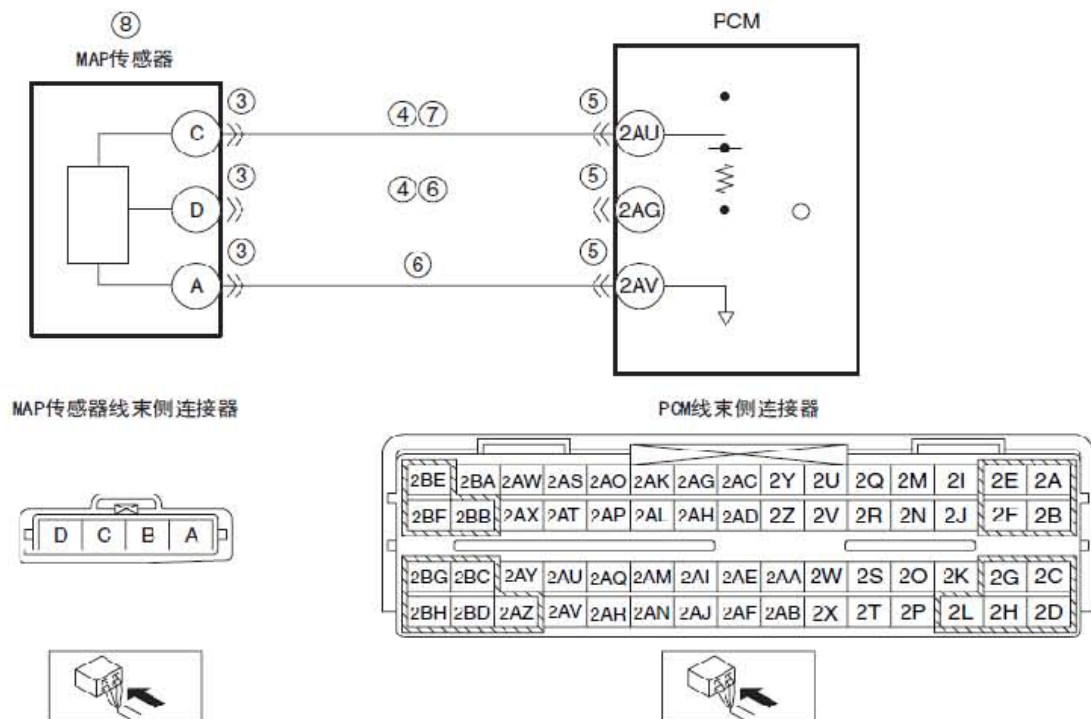 ⑧ PCM
MAP传感器
③ ④⑦ ⑤
C 2AU
③ ④⑥ ⑤
D 2AG
③ ⑥ ⑤
A 2AV
MAP传感器线束侧连接器 PCM线束侧连接器
2BE 2BA 2AW 2AS 2AO 2AK 2AG 2AC 2Y 2U 2Q 2M 2I 2E 2A
2BF 2BB 2AX 2AT 2AP 2AL 2AH 2AD 2Z 2V 2R 2N 2J 2F 2B
D C B A
2BG 2BC 2AY 2AU 2AQ 2AM 2AI 2AE 2AA 2W 2S 2O 2K 2G 2C
2BH 2BD 2AZ 2AV 2AR 2AN 2AJ 2AF 2AB 2X 2T 2P 2L 2H 2D